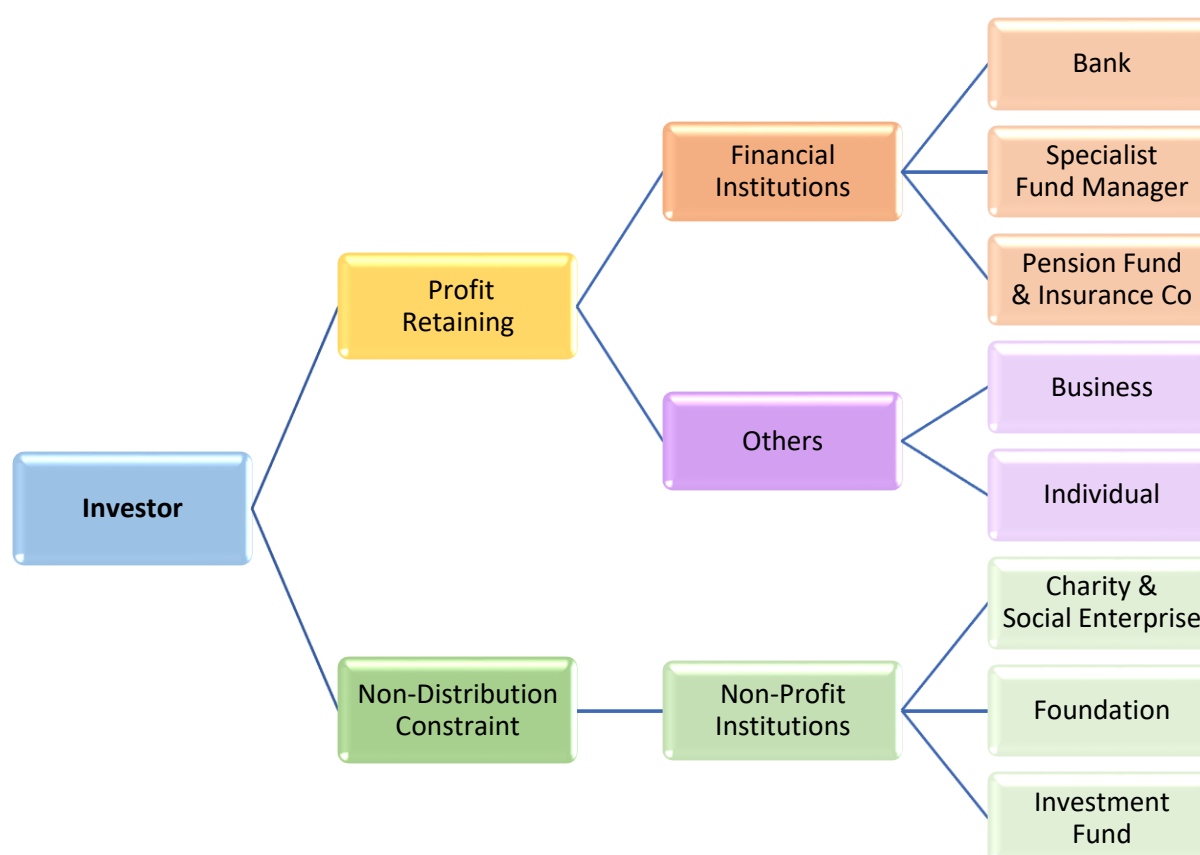 Bank
Specialist
Fund Manager
Pension Fund
& Insurance Co
Financial
Institutions
Profit
Retaining
Business
Others
Individual
Investor
Charity &
Social Enterprise
Non-Distribution
Constraint
Non-Profit
Institutions
Foundation
Investment
Fund